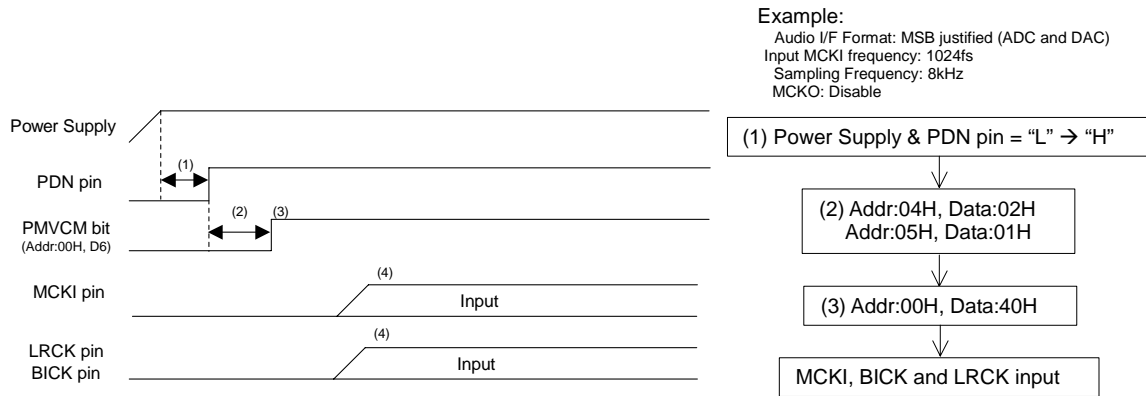 Example:
Audio I/F Format: MSB justified (ADC and DAC)
Input MCKI frequency: 1024fs
Sampling Frequency: 8kHz
MCKO: Disable
Power Supply
(1)
PDN pin
(2)
(3)
PMVCM bit
(Addr:00H, D6)
(4)
MCKI pin
Input
(4)
LRCK pin
BICK pin
Input
(1) Power Supply & PDN pin = “L” → “H”
(2) Addr:04H, Data:02H
Addr:05H, Data:01H
(3) Addr:00H, Data:40H
MCKI, BICK and LRCK input